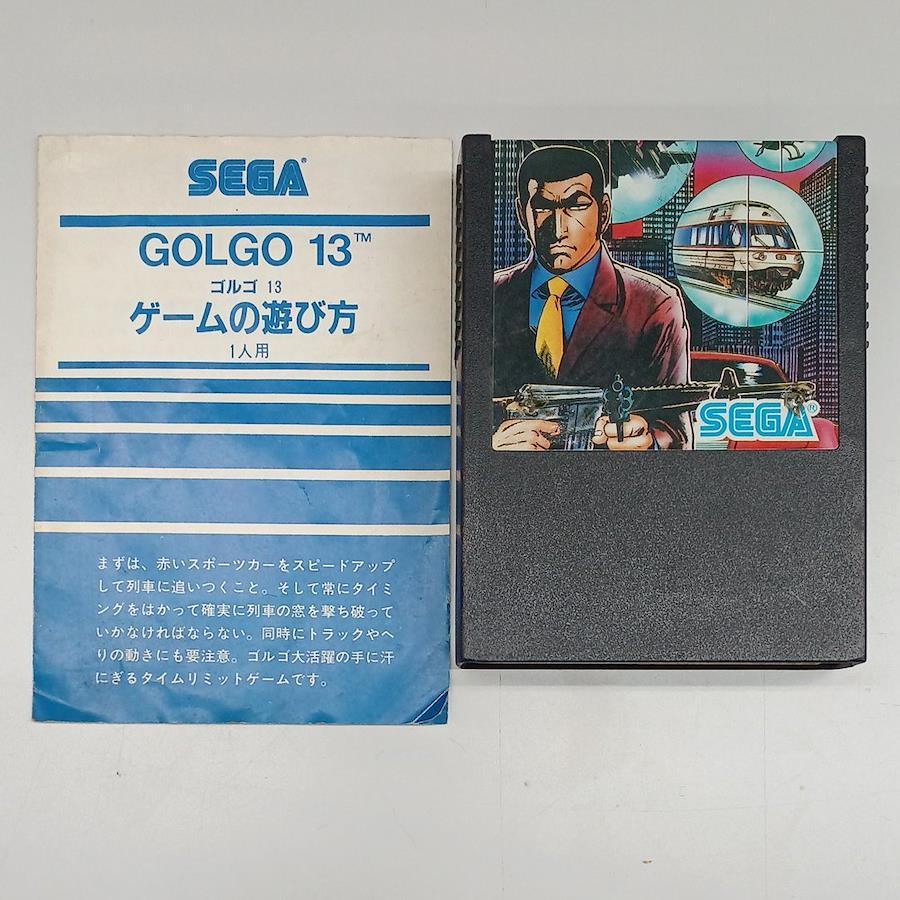 SEGA®
GOLGO 13™
ゴルゴ 13
ゲームの遊び方
1人用
まずは、赤いスポーツカーをスピードアップ
して列車に追いつくこと。そして常にタイミ
ングをはかって確実に列車の窓を撃ち破って
いかなければならない。同時にトラックやヘ
リの動きにも要注意。ゴルゴ大活躍の手に汗
にぎるタイムリミットゲームです。
SEGA®